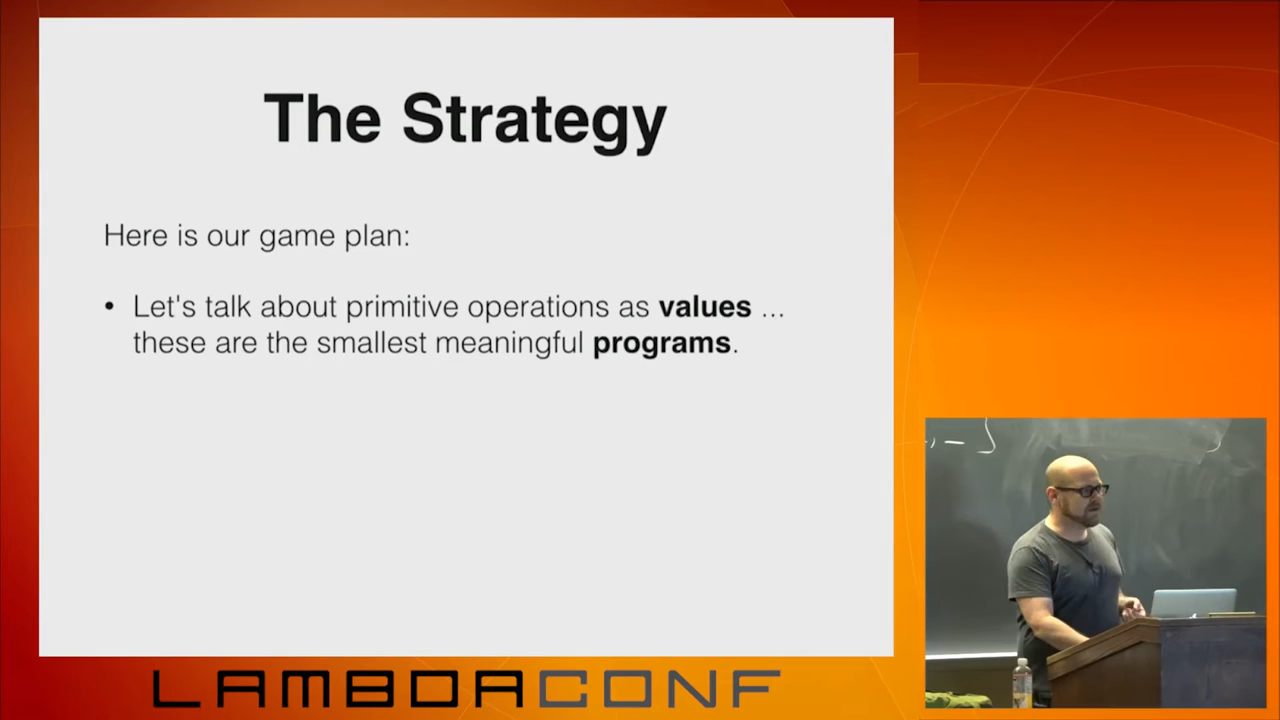 The Strategy
Here is our game plan:
• Let's talk about primitive operations as values ...
these are the smallest meaningful programs.
LAMBDACONF